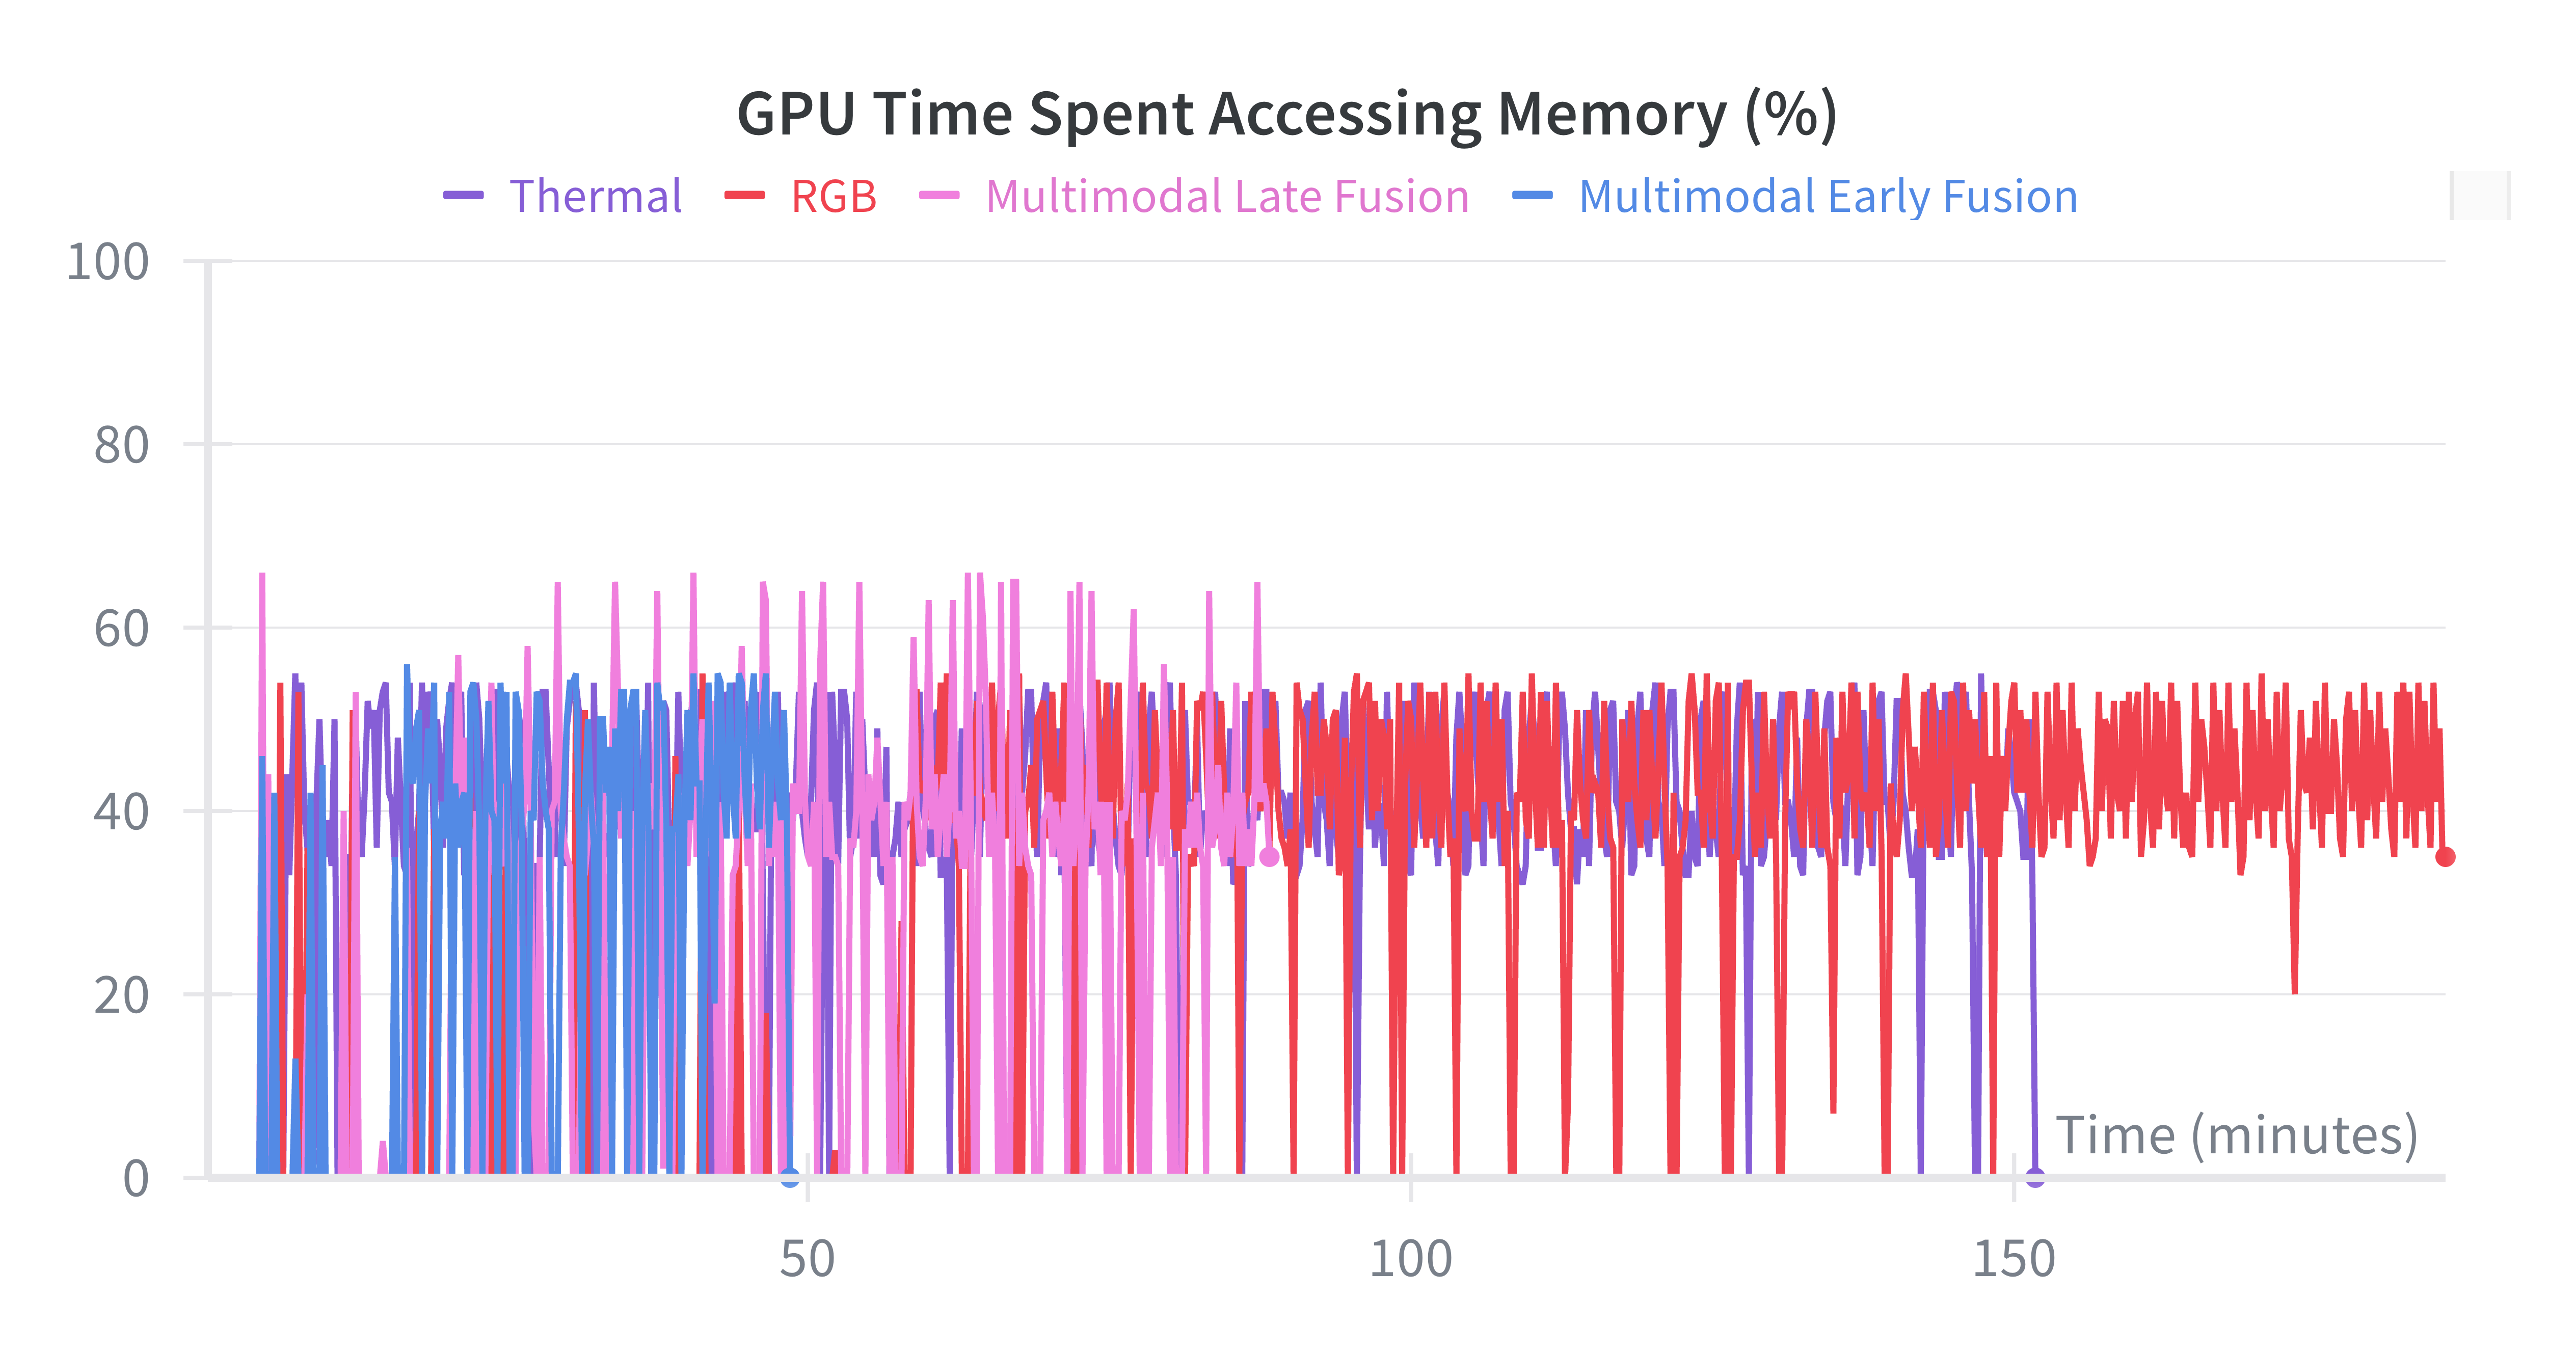 GPU Time Spent Accessing Memory (%)
Thermal RGB Multimodal Late Fusion Multimodal Early Fusion
100
80
60
40
20
0
Time (minutes)
50 100 150